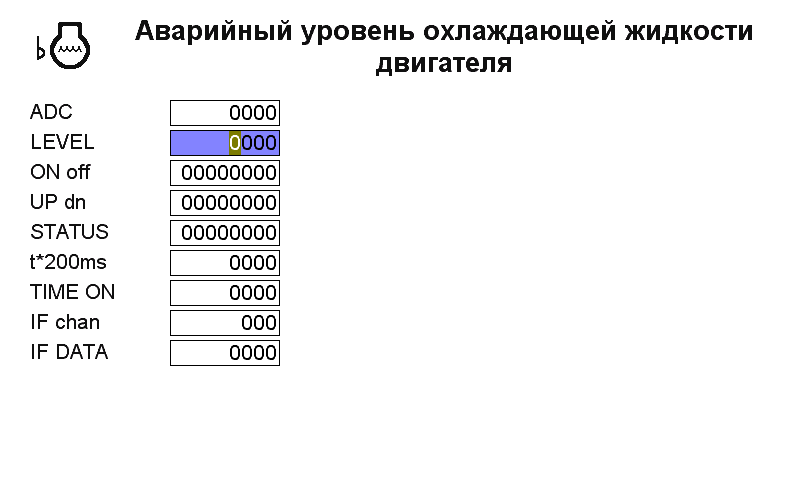 Аварийный уровень охлаждающей жидкости
двигателя
ADC 0000
LEVEL 0000
ON off 00000000
UP dn 00000000
STATUS 00000000
t*200ms 0000
TIME ON 0000
IF chan 000
IF DATA 0000